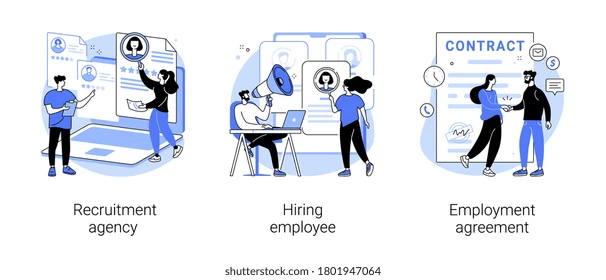 CONTRACT
$
Recruitment
agency
Hiring
employee
Employment
agreement
shutterstock.com · 1801947064